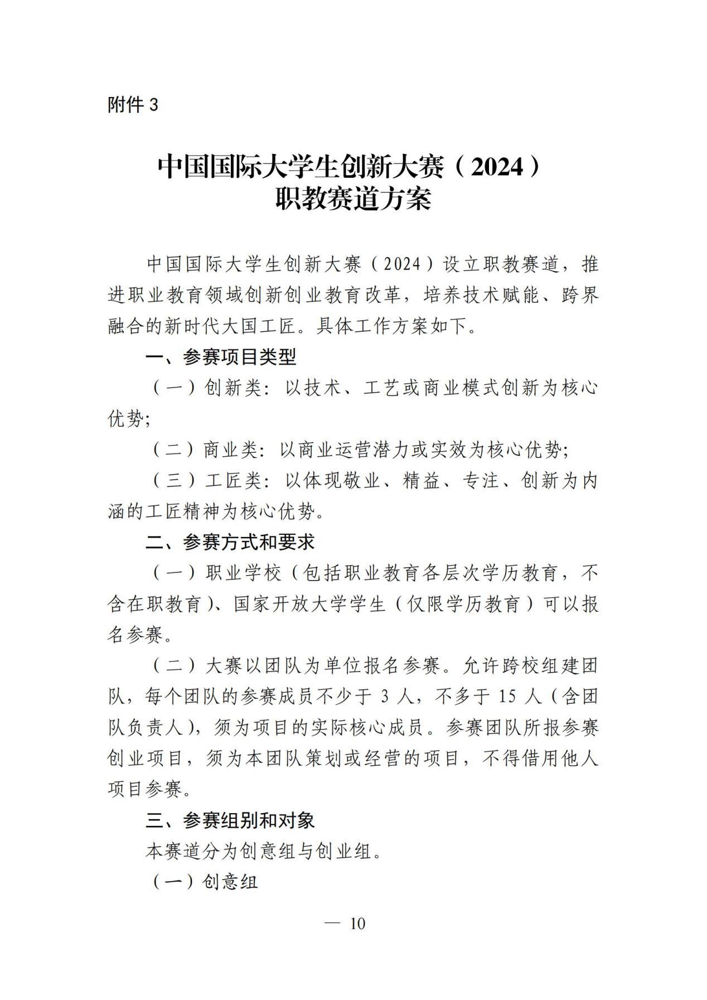 附件 3
中国国际大学生创新大赛（2024）
职教赛道方案
中国国际大学生创新大赛（2024）设立职教赛道，推
进职业教育领域创新创业教育改革，培养技术赋能、跨界
融合的新时代大国工匠。具体工作方案如下。
一、参赛项目类型
（一）创新类：以技术、工艺或商业模式创新为核心
优势；
（二）商业类：以商业运营潜力或实效为核心优势；
（三）工匠类：以体现敬业、精益、专注、创新为内
涵的工匠精神为核心优势。
二、参赛方式和要求
（一）职业学校（包括职业教育各层次学历教育，不
含在职教育）、国家开放大学学生（仅限学历教育）可以报
名参赛。
（二）大赛以团队为单位报名参赛。允许跨校组建团
队，每个团队的参赛成员不少于 3 人，不多于 15 人（含团
队负责人），须为项目的实际核心成员。参赛团队所报参赛
创业项目，须为本团队策划或经营的项目，不得借用他人
项目参赛。
三、参赛组别和对象
本赛道分为创意组与创业组。
（一）创意组
— 10